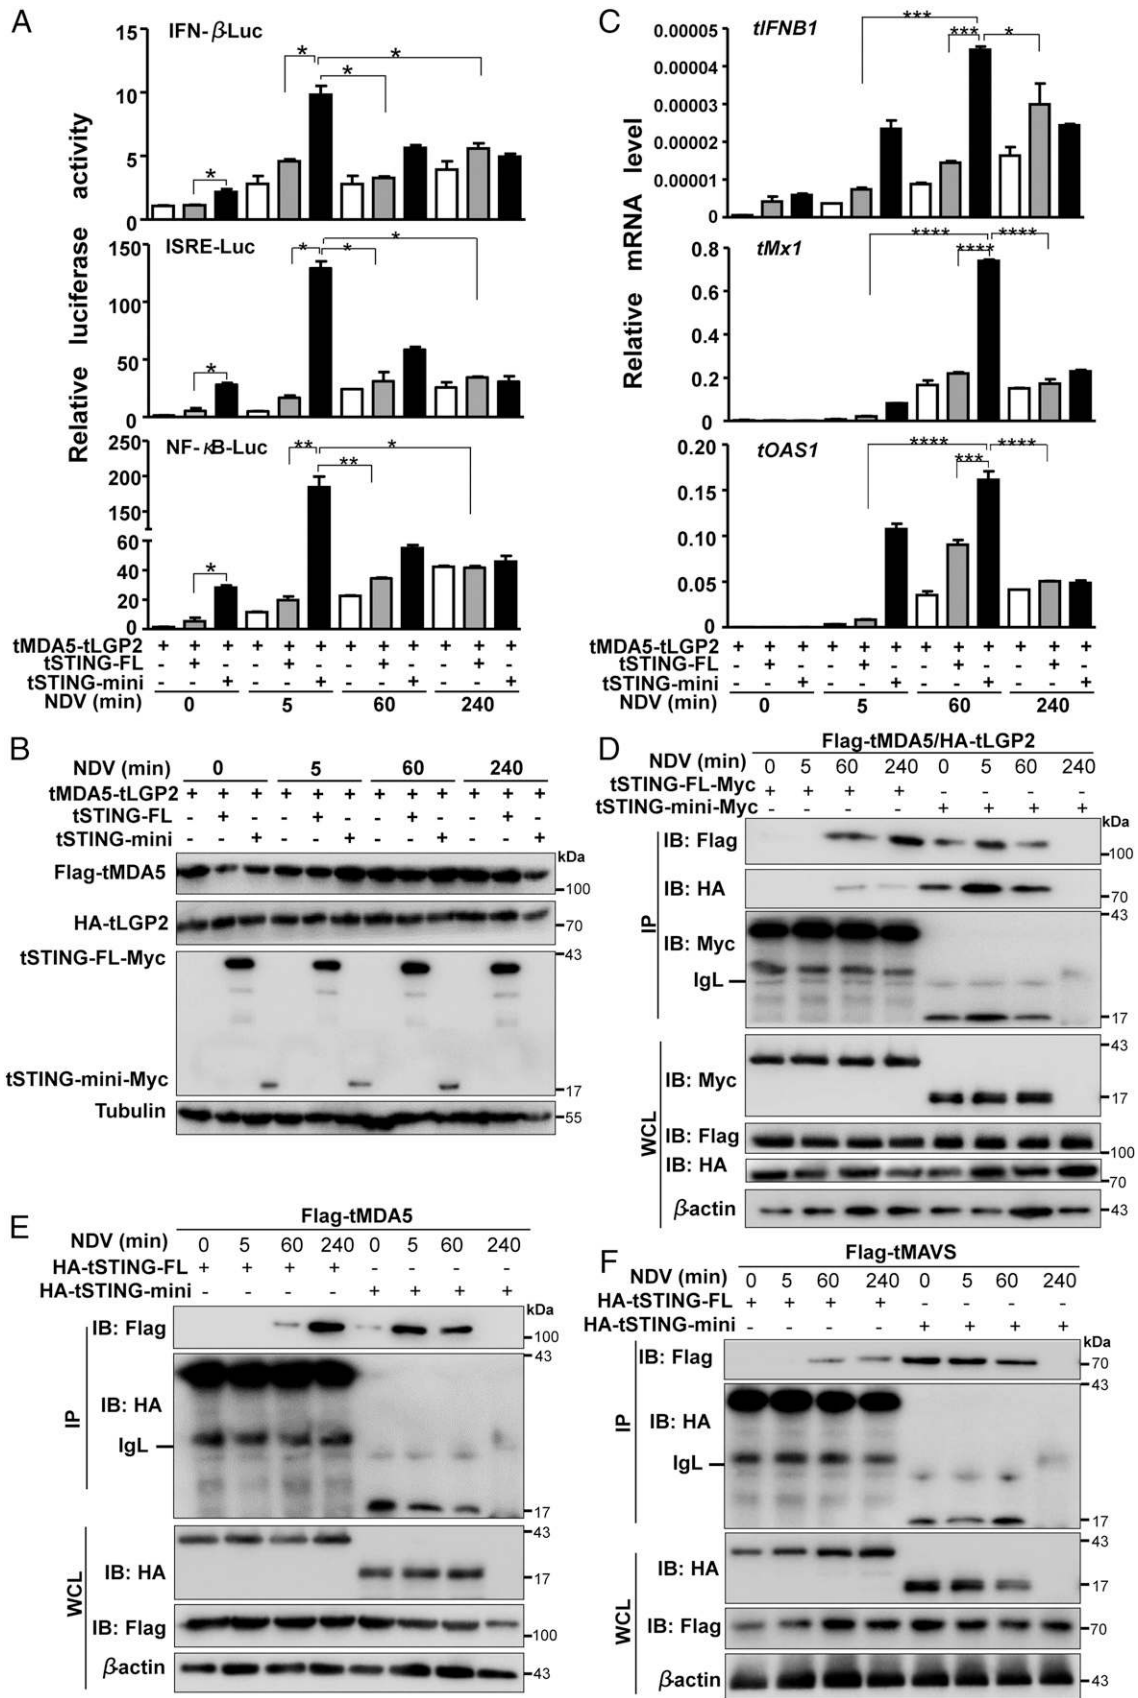 A
IFN-βLuc
15
10
5
0
* * * *
ISRE-Luc
150
100
50
0
* * * *
NF-κB-Luc
250
200
150
100
60
40
20
0
* ** ** *
Relative luciferase activity
tMDA5-tLGP2 + + + + + + + + + + + +
tSTING-FL - + - - + - - + - - + -
tSTING-mini - - + - - + - - + - - +
NDV (min) 0 5 60 240
C
tIFNB1
0.00005
0.00004
0.00003
0.00002
0.00001
0
*** *** *
tMx1
0.8
0.6
0.4
0.2
0
**** **** ****
tOAS1
0.20
0.15
0.10
0.05
0
**** *** ****
Relative mRNA level
tMDA5-tLGP2 + + + + + + + + + + + +
tSTING-FL - + - - + - - + - - + -
tSTING-mini - - + - - + - - + - - +
NDV (min) 0 5 60 240
B
NDV (min) 0 5 60 240
tMDA5-tLGP2 + + + + + + + + + + + +
tSTING-FL - + - - + - - + - - + -
tSTING-mini - - + - - + - - + - - +
kDa
Flag-tMDA5 100
HA-tLGP2 70
tSTING-FL-Myc 43
tSTING-mini-Myc 17
Tubulin 55
D
Flag-tMDA5/HA-tLGP2
NDV (min) 0 5 60 240 0 5 60 240
tSTING-FL-Myc + + + + - - - -
tSTING-mini-Myc - - - - + + + +
kDa
IP
IB: Flag 100
IB: HA 70
43
IB: Myc
IgL
17
WCL
43
IB: Myc
17
IB: Flag 100
IB: HA 70
β-actin 43
E
Flag-tMDA5
NDV (min) 0 5 60 240 0 5 60 240
HA-tSTING-FL + + + + - - - -
HA-tSTING-mini - - - - + + + +
kDa
IP
IB: Flag 100
43
IB: HA
IgL
17
WCL
43
IB: HA
17
IB: Flag 100
β-actin 43
F
Flag-tMAVS
NDV (min) 0 5 60 240 0 5 60 240
HA-tSTING-FL + + + + - - - -
HA-tSTING-mini - - - - + + + +
kDa
IP
IB: Flag 70
43
IB: HA
IgL
17
WCL
43
IB: HA
17
IB: Flag 70
β-actin 43